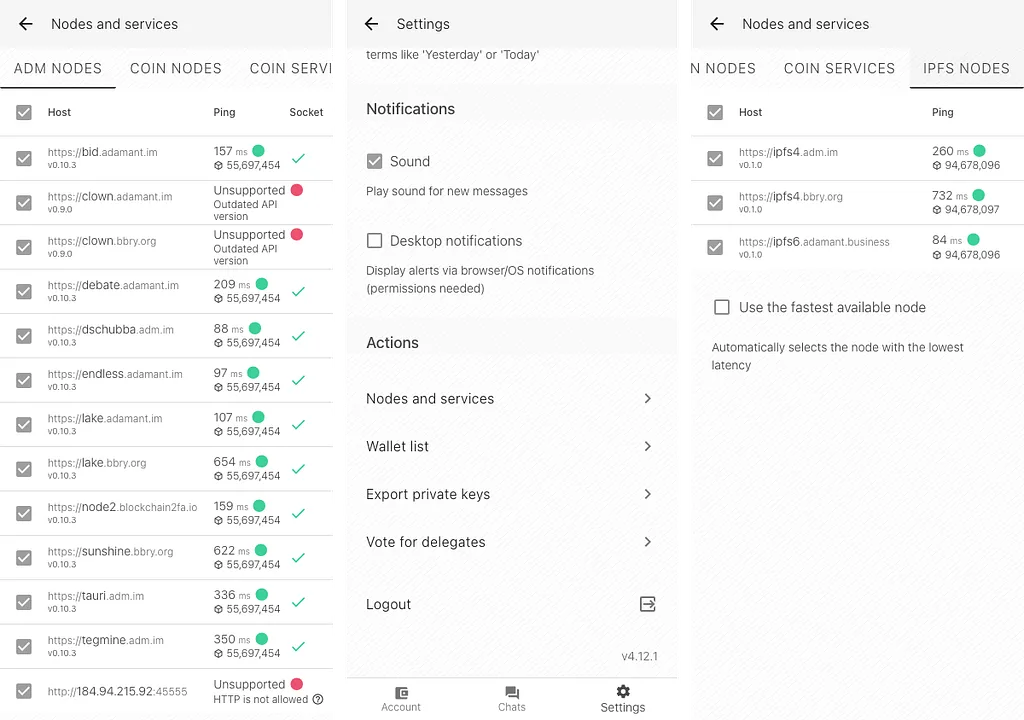 Nodes and services
ADM NODES COIN NODES COIN SERVI
Host Ping Socket
https://bid.adamant.im 157 ms
v0.10.3 55,697,454
https://clown.adamant.im Unsupported
v0.9.0 Outdated API
version
https://clown.bbry.org Unsupported
v0.9.0 Outdated API
version
https://debate.adamant.im 209 ms
v0.10.3 55,697,454
https://dschubba.adm.im 88 ms
v0.10.3 55,697,454
https://endless.adamant.im 97 ms
v0.10.3 55,697,454
https://lake.adamant.im 107 ms
v0.10.3 55,697,454
https://lake.bbry.org 654 ms
v0.10.3 55,697,454
https://node2.blockchain2fa.io 159 ms
v0.10.3 55,697,454
https://sunshine.bbry.org 622 ms
v0.10.3 55,697,454
https://tauri.adm.im 336 ms
v0.10.3 55,697,454
https://tegmine.adm.im 350 ms
v0.10.3 55,697,454
http://184.94.215.92:45555 Unsupported
HTTP is not allowed
Settings
terms like 'Yesterday' or 'Today'
Notifications
Sound
Play sound for new messages
Desktop notifications
Display alerts via browser/OS notifications
(permissions needed)
Actions
Nodes and services
Wallet list
Export private keys
Vote for delegates
Logout
v4.12.1
Account Chats Settings
Nodes and services
N NODES COIN SERVICES IPFS NODES
Host Ping
https://ipfs4.adm.im 260 ms
v0.1.0 94,678,096
https://ipfs4.bbry.org 732 ms
v0.1.0 94,678,097
https://ipfs6.adamant.business 84 ms
v0.1.0 94,678,096
Use the fastest available node
Automatically selects the node with the lowest
latency